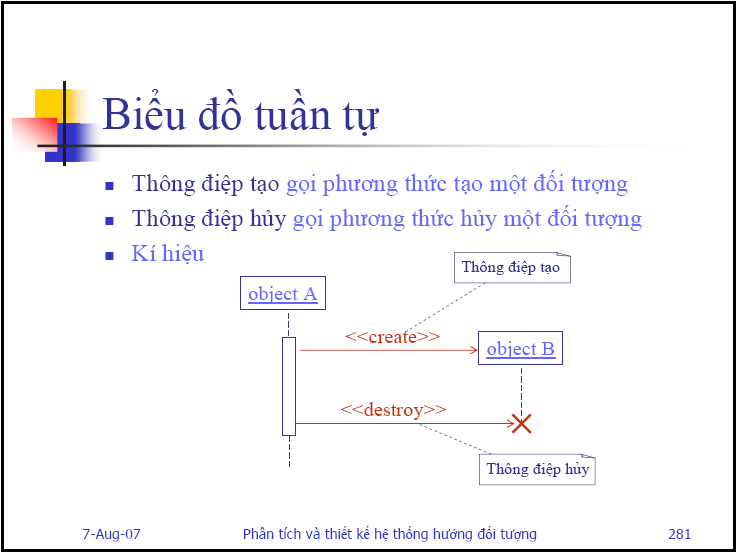 Biểu đồ tuần tự
Thông điệp tạo gọi phương thức tạo một đối tượng
Thông điệp hủy gọi phương thức hủy một đối tượng
Kí hiệu
Thông điệp tạo
object A
<<create>>
object B
<<destroy>>
Thông điệp hủy
7-Aug-07 Phân tích và thiết kế hệ thống hướng đối tượng 281